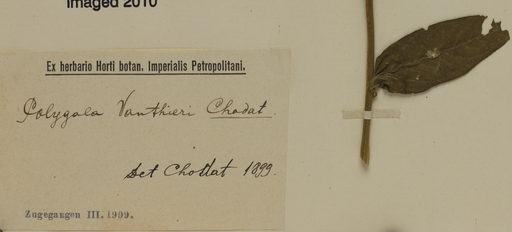 Imaged 2010
Ex herbario Horti botan. Imperialis Petropolitani.
Polygala Vauthieri Chodat.
det Chodat 1899.
Zugegangen III. 1909.